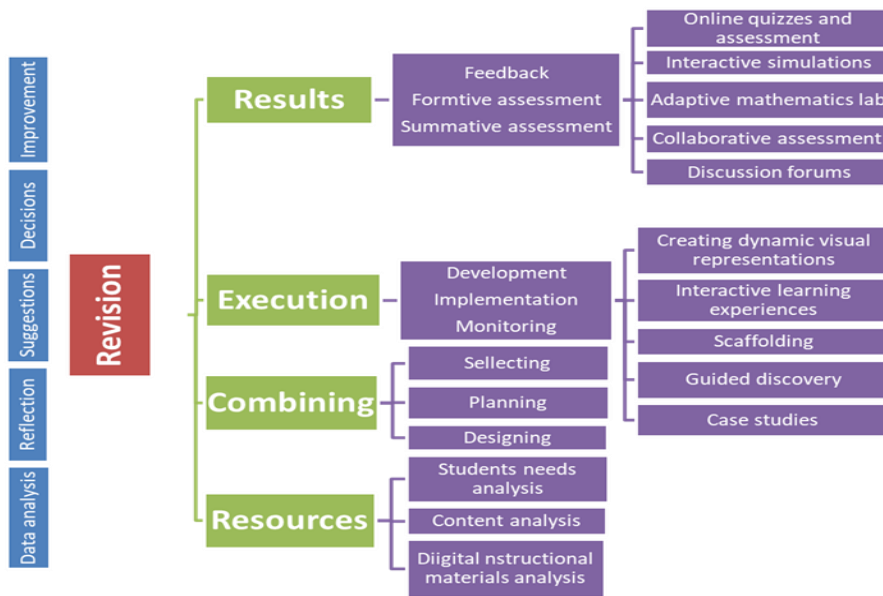 Improvement
Decisions
Suggestions
Reflection
Data analysis
Revision
Results
Feedback
Formtive assessment
Summative assessment
Online quizzes and
assessment
Interactive simulations
Adaptive mathematics lab
Collaborative assessment
Discussion forums
Execution
Development
Implementation
Monitoring
Creating dynamic visual
representations
Interactive learning
experiences
Scaffolding
Guided discovery
Case studies
Combining
Sellecting
Planning
Designing
Resources
Students needs
analysis
Content analysis
Diigital nstructional
materials analysis